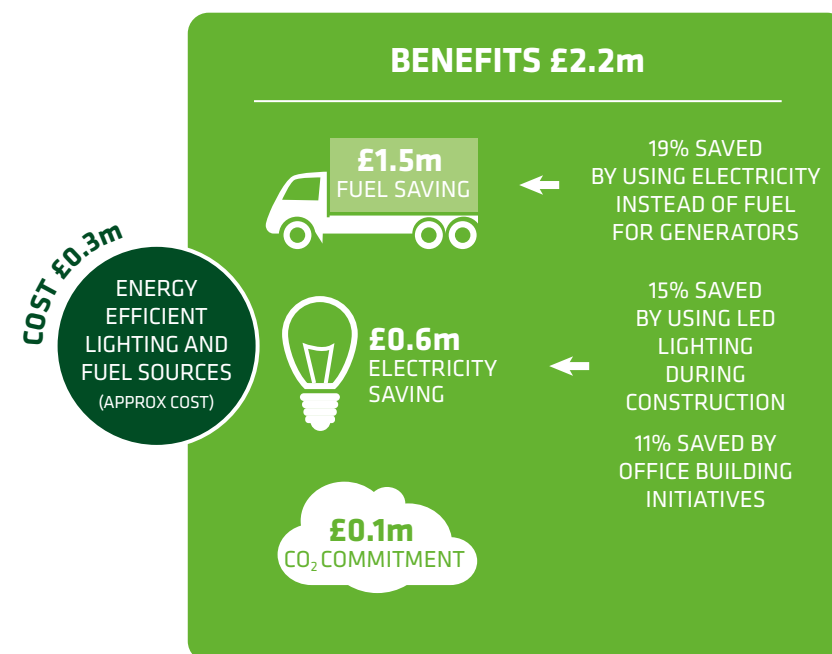 BENEFITS £2.2m
£1.5m
FUEL SAVING
19% SAVED
BY USING ELECTRICITY
INSTEAD OF FUEL
FOR GENERATORS
COST £0.3m
ENERGY
EFFICIENT
LIGHTING AND
FUEL SOURCES
(APPROX COST)
£0.6m
ELECTRICITY
SAVING
15% SAVED
BY USING LED
LIGHTING
DURING
CONSTRUCTION
11% SAVED BY
OFFICE BUILDING
INITIATIVES
£0.1m
CO₂ COMMITMENT